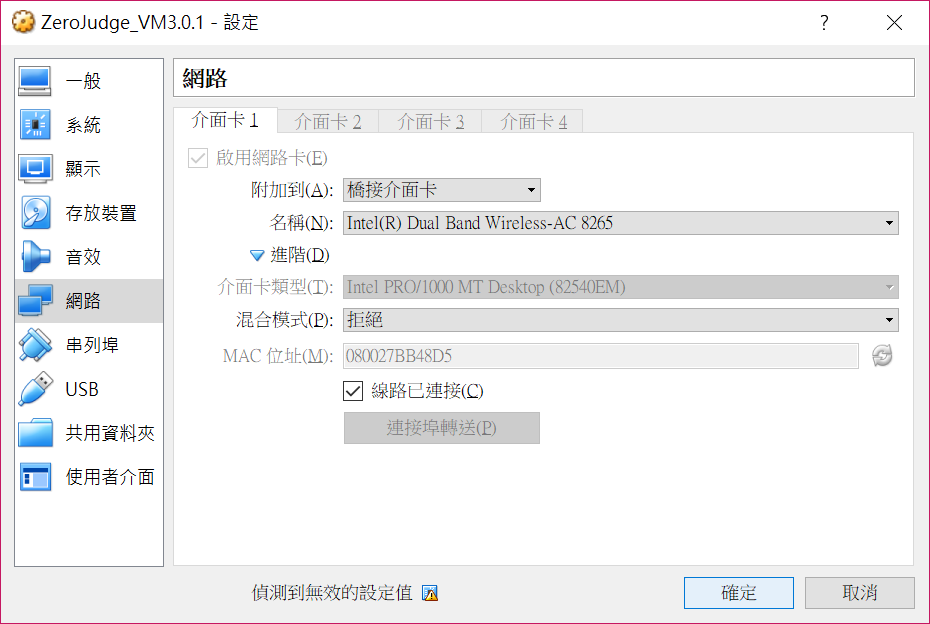 ZeroJudge_VM3.0.1 - 設定
一般
系統
顯示
存放裝置
音效
網路
串列埠
USB
共用資料夾
使用者介面
網路
介面卡 1 介面卡 2 介面卡 3 介面卡 4
啟用網路卡(E)
附加到(A): 橋接介面卡
名稱(N): Intel(R) Dual Band Wireless-AC 8265
進階(D)
介面卡類型(T): Intel PRO/1000 MT Desktop (82540EM)
混合模式(P): 拒絕
MAC 位址(M): 080027BB48D5
線路已連接(C)
連接埠轉送(P)
偵測到無效的設定值
確定 取消